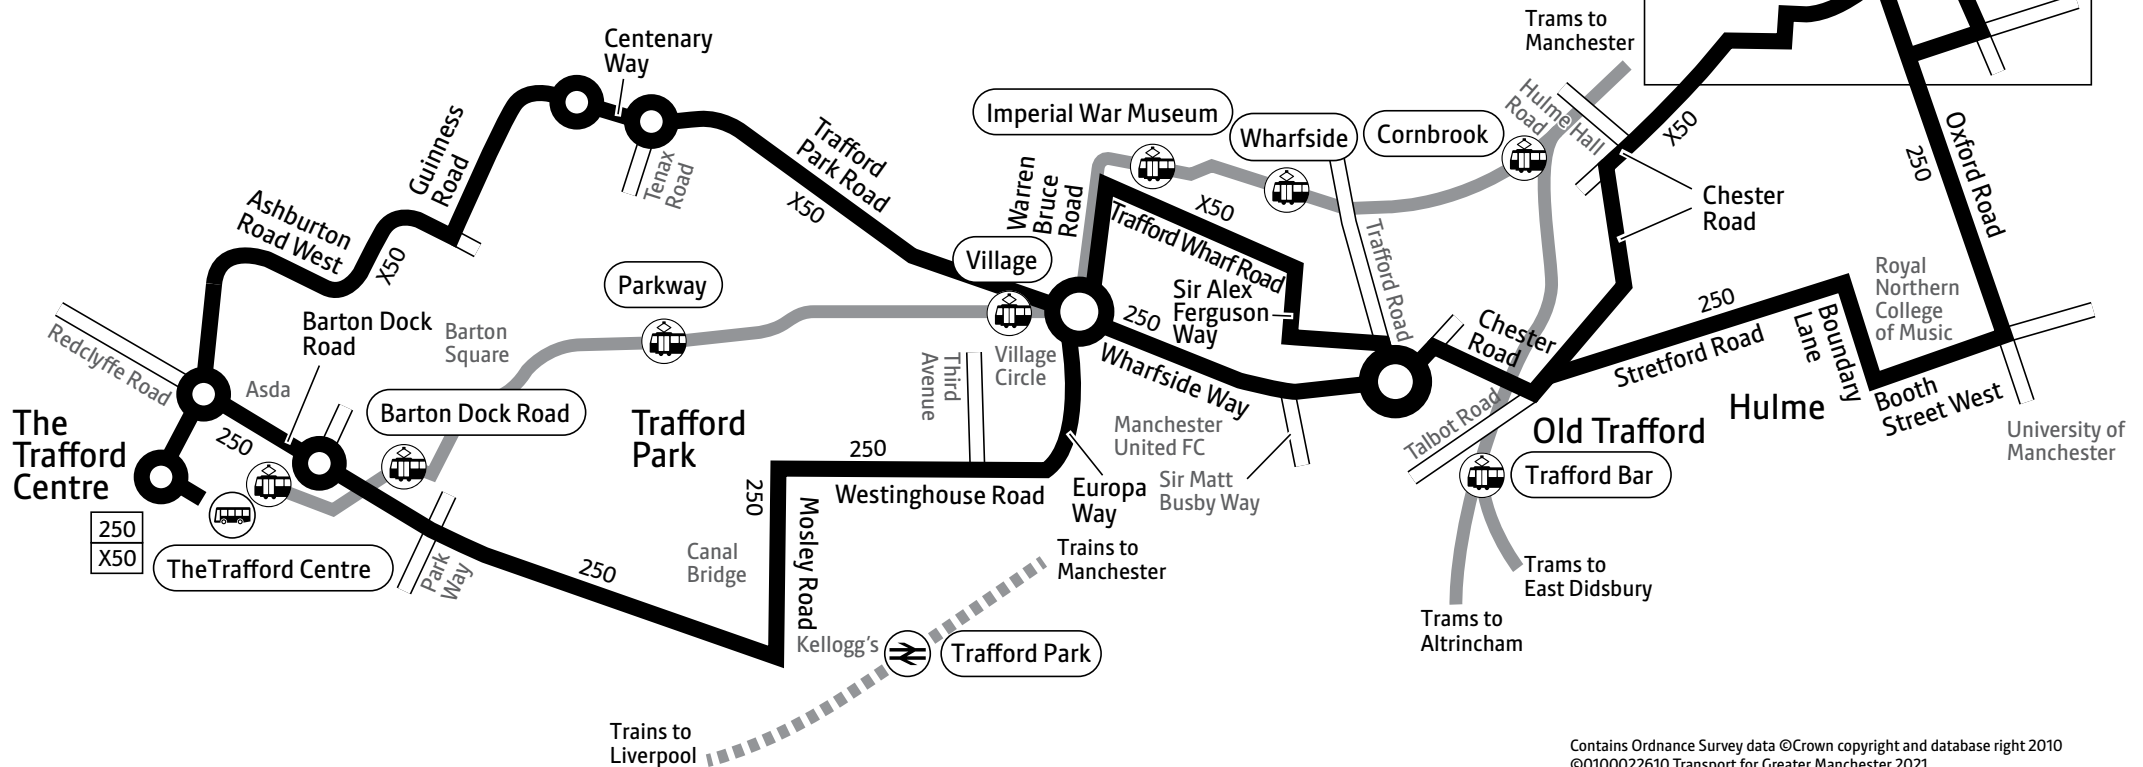 Trams to
Manchester
Centenary
Way
Imperial War Museum
Wharfside
Cornbrook
Hulme Hall
Road
X50
Oxford Road
250
Guinness
Road
Tenax
Road
Trafford
Park Road
X50
Warren
Bruce
Road
X50
Trafford Wharf Road
Chester
Road
Ashburton
Road West
X50
Village
Parkway
Sir Alex
Ferguson
Way
Trafford Road
250
Wharfside Way
Chester
Road
250
Stretford Road
Royal
Northern
College
of Music
Boundary
Lane
Redclyffe Road
Barton Dock
Road
Barton
Square
Asda
Third
Avenue
Village
Circle
Barton Dock Road
The
Trafford
Centre
250
Trafford
Park
250
Westinghouse Road
Manchester
United FC
Sir Matt
Busby Way
Talbot Road
Old Trafford
Hulme
Booth
Street West
University of
Manchester
Trafford Bar
250
X50
TheTrafford Centre
Park
Way
250
250
Mosley Road
Canal
Bridge
Europa
Way
Trains to
Manchester
Trams to
East Didsbury
Trams to
Altrincham
Kellogg's
Trafford Park
Trains to
Liverpool
Contains Ordnance Survey data ©Crown copyright and database right 2010
©0100022610 Transport for Greater Manchester 2021